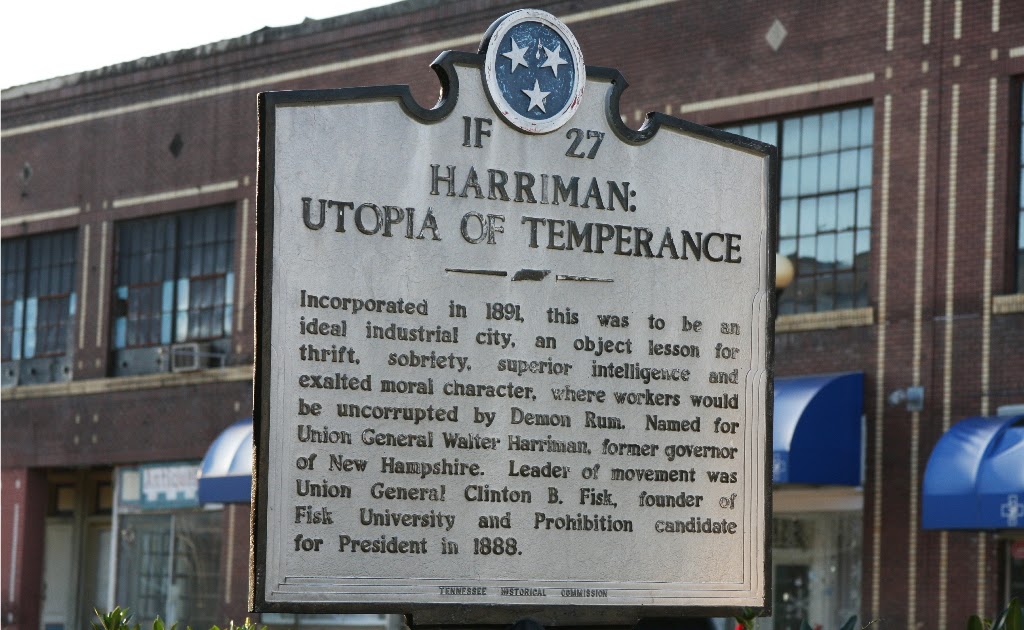 IF 27
HARRIMAN:
UTOPIA OF TEMPERANCE
Incorporated in 1891, this was to be an
ideal industrial city, an object lesson for
thrift, sobriety, superior intelligence and
exalted moral character, where workers would
be uncorrupted by Demon Rum. Named for
Union General Walter Harriman, former governor
of New Hampshire. Leader of movement was
Union General Clinton B. Fisk, founder of
Fisk University and Prohibition candidate
for President in 1888.
TENNESSEE HISTORICAL COMMISSION